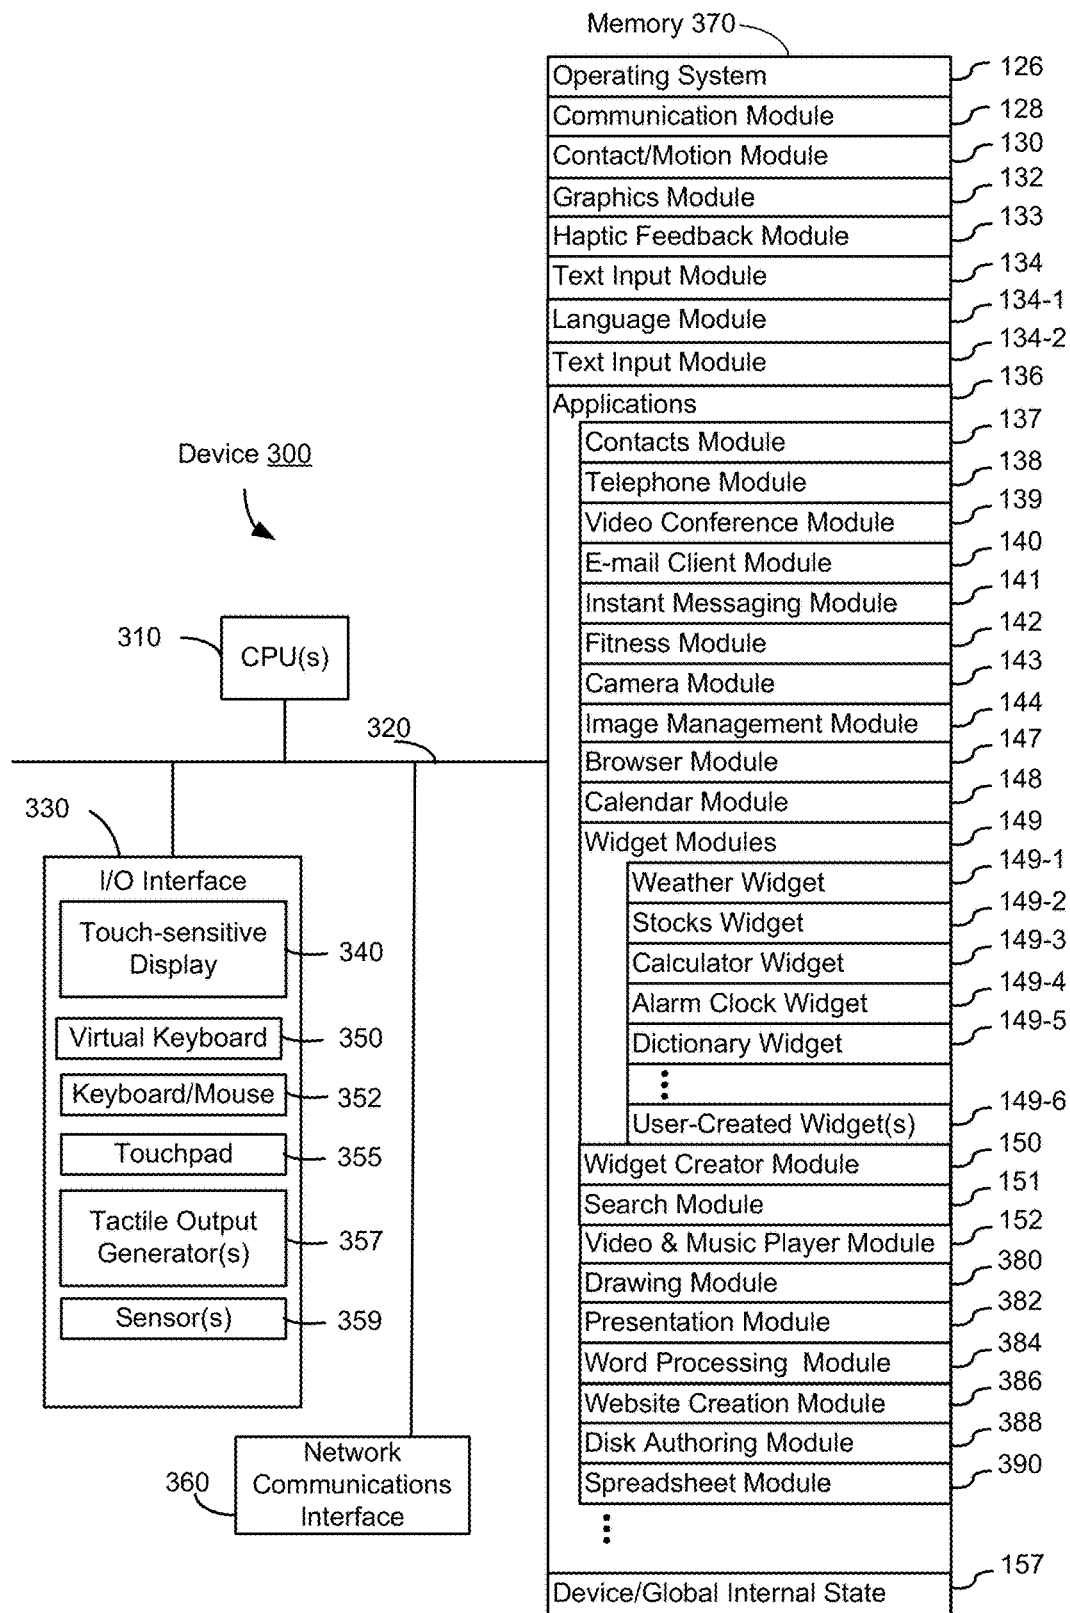 Memory 370
Operating System 126
Communication Module 128
Contact/Motion Module 130
Graphics Module 132
Haptic Feedback Module 133
Text Input Module 134
Language Module 134-1
Text Input Module 134-2
Applications 136
Contacts Module 137
Telephone Module 138
Video Conference Module 139
E-mail Client Module 140
Instant Messaging Module 141
Fitness Module 142
Camera Module 143
Image Management Module 144
Browser Module 147
Calendar Module 148
Widget Modules 149
Weather Widget 149-1
Stocks Widget 149-2
Calculator Widget 149-3
Alarm Clock Widget 149-4
Dictionary Widget 149-5
User-Created Widget(s) 149-6
Widget Creator Module 150
Search Module 151
Video & Music Player Module 152
Drawing Module 380
Presentation Module 382
Word Processing Module 384
Website Creation Module 386
Disk Authoring Module 388
Spreadsheet Module 390
Device/Global Internal State 157
Device 300
310
CPU(s)
320
330
I/O Interface
Touch-sensitive
Display
340
Virtual Keyboard 350
Keyboard/Mouse 352
Touchpad 355
Tactile Output
Generator(s)
357
Sensor(s) 359
360
Network
Communications
Interface